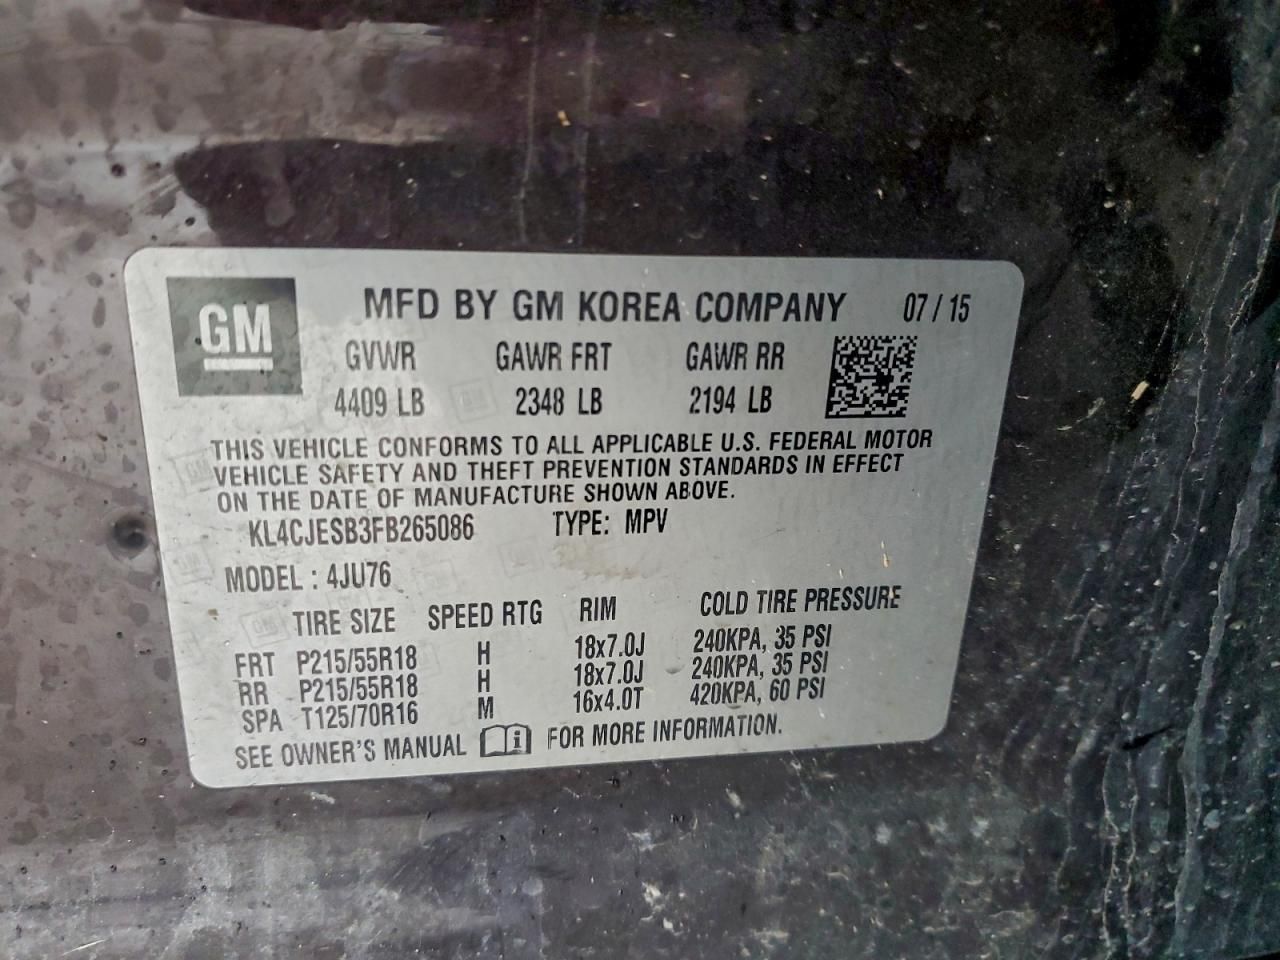 GM
MFD BY GM KOREA COMPANY 07/15
GVWR GAWR FRT GAWR RR
4409 LB 2348 LB 2194 LB
THIS VEHICLE CONFORMS TO ALL APPLICABLE U.S. FEDERAL MOTOR
VEHICLE SAFETY AND THEFT PREVENTION STANDARDS IN EFFECT
ON THE DATE OF MANUFACTURE SHOWN ABOVE.
KL4CJESB3FB265086 TYPE: MPV
MODEL : 4JU76
TIRE SIZE SPEED RTG RIM COLD TIRE PRESSURE
FRT P215/55R18 H 18x7.0J 240KPA, 35 PSI
RR P215/55R18 H 18x7.0J 240KPA, 35 PSI
SPA T125/70R16 M 16x4.0T 420KPA, 60 PSI
SEE OWNER'S MANUAL i FOR MORE INFORMATION.